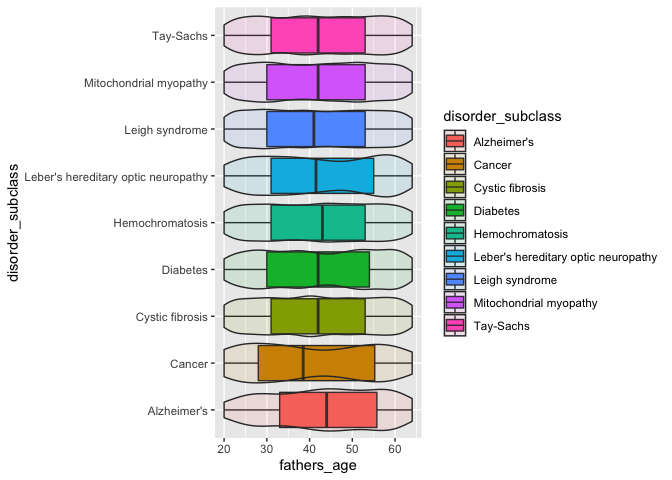 disorder_subclass
Tay-Sachs
Mitochondrial myopathy
Leigh syndrome
Leber's hereditary optic neuropathy
Hemochromatosis
Diabetes
Cystic fibrosis
Cancer
Alzheimer's
20 30 40 50 60
fathers_age
disorder_subclass
Alzheimer's
Cancer
Cystic fibrosis
Diabetes
Hemochromatosis
Leber's hereditary optic neuropathy
Leigh syndrome
Mitochondrial myopathy
Tay-Sachs